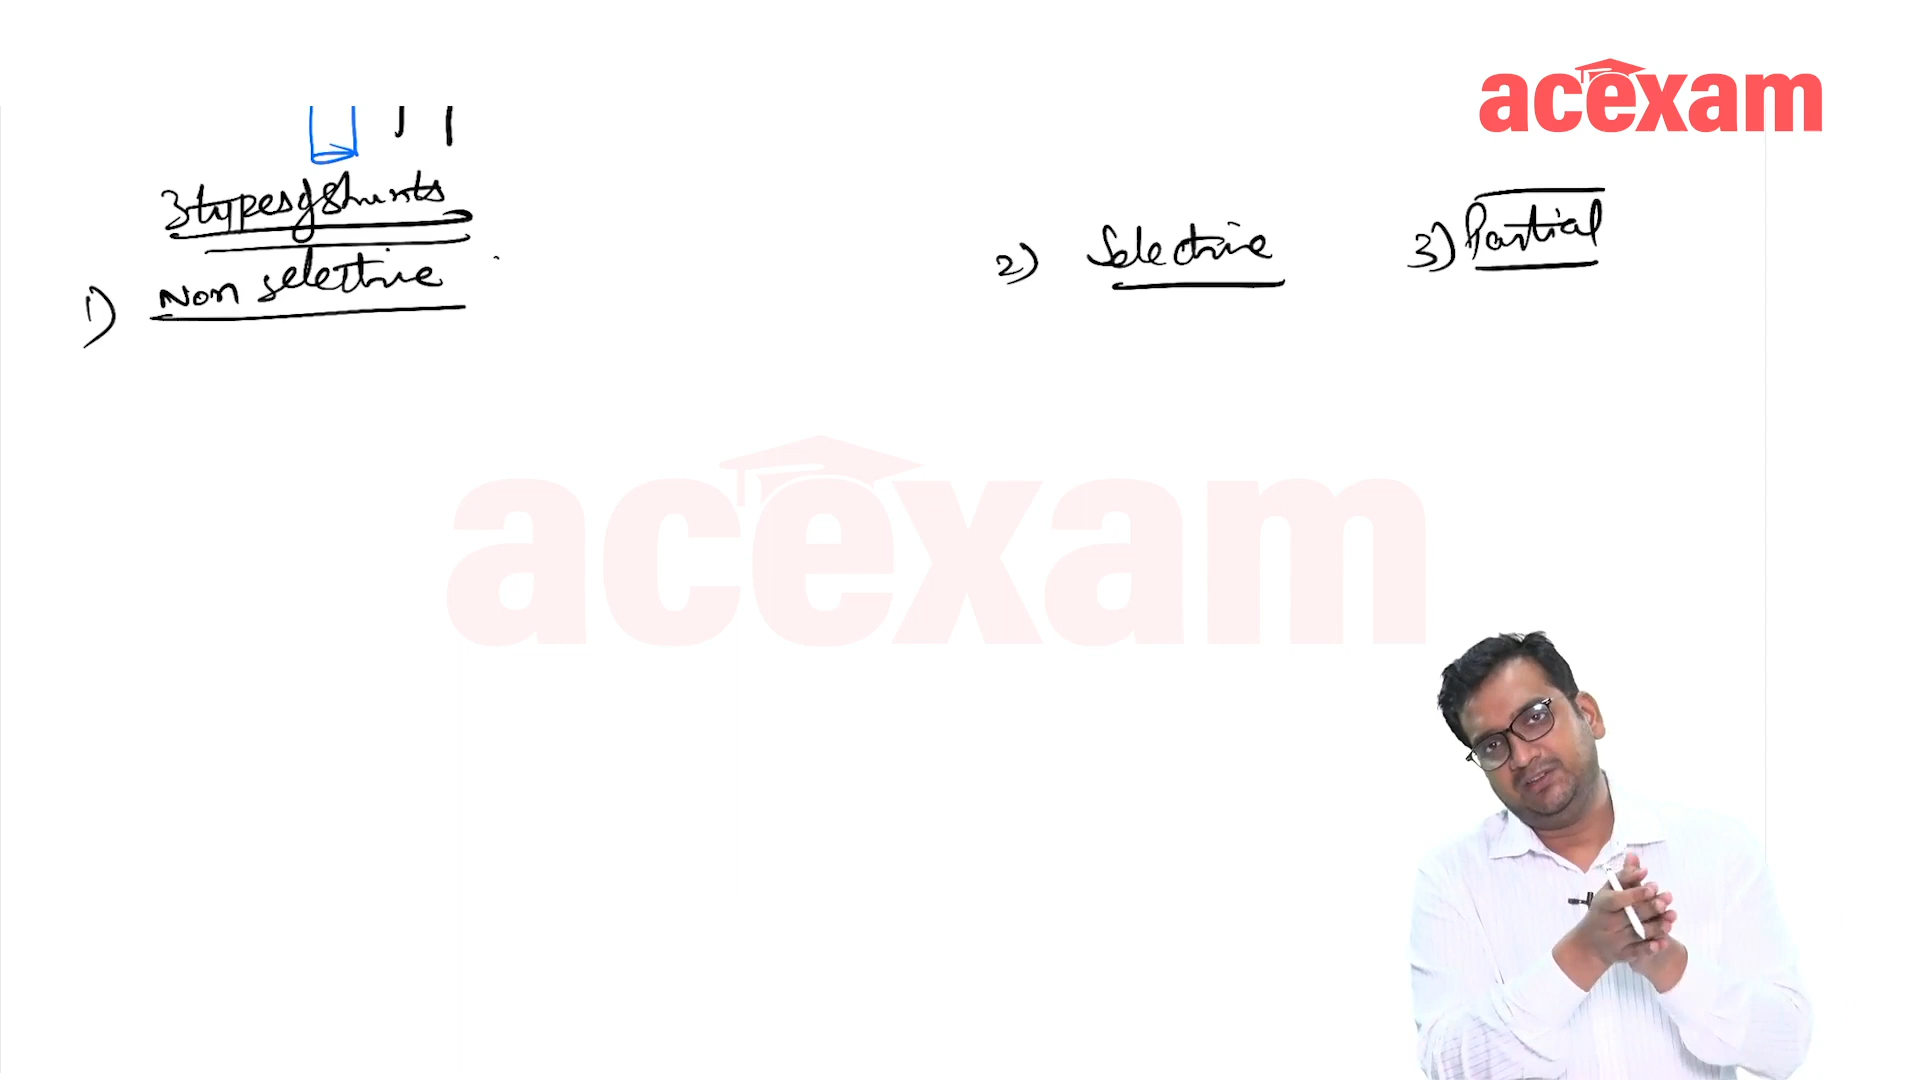 acexam
3 types of shunts
1) Non selective
2) Selective
3) Partial
acexam